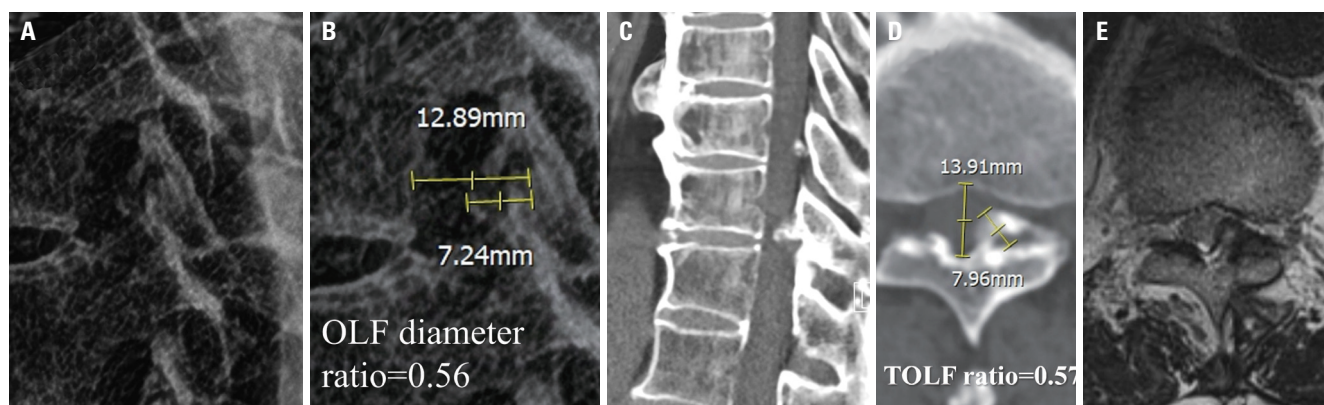 A
B
C
D
E
12.89mm
7.24mm
OLF diameter
ratio=0.56
13.91mm
7.96mm
TOLF ratio=0.57